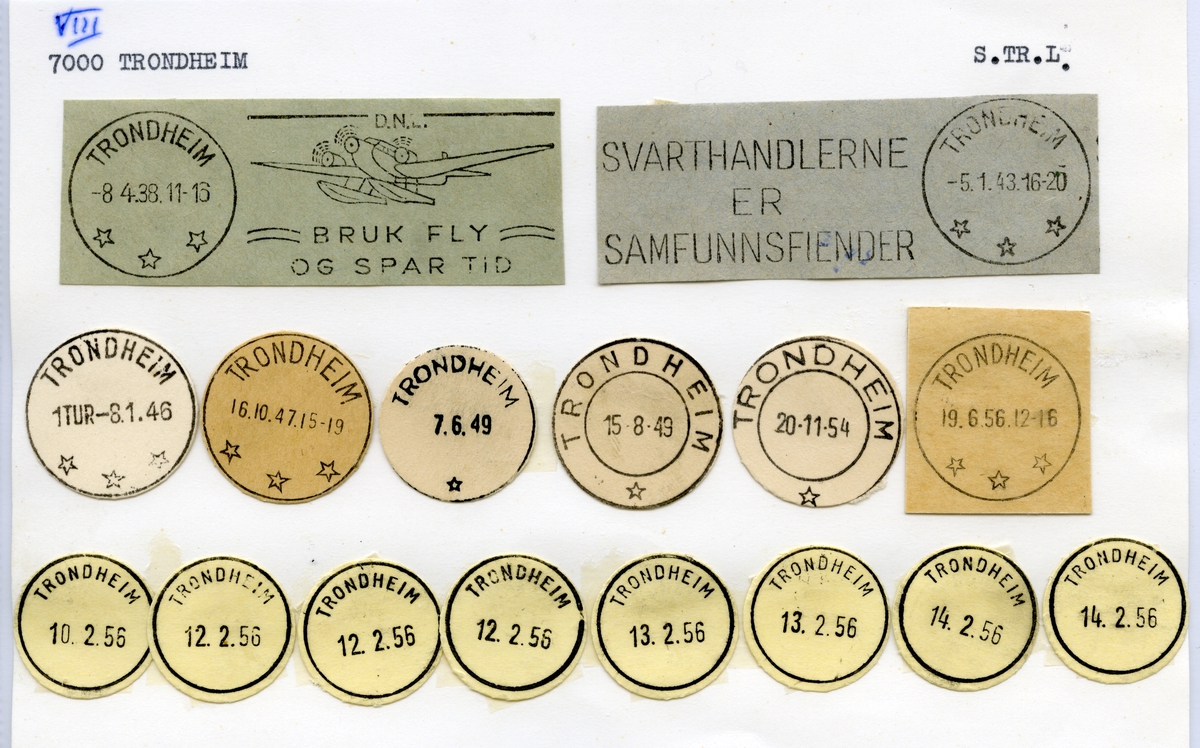 VIII
7000 TRONDHEIM
S.TR.L.
TRONDHEIM
-8 4.38.11-16
D.N.L.
BRUK FLY
OG SPAR TID
SVARTHANDLERNE
ER
SAMFUNNSFIENDER
TRONDHEIM
-5.1.43.16-20
TRONDHEIM
1TUR-8.1.46
TRONDHEIM
16.10.47.15-19
TRONDHEIM
7.6.49
TRONDHEIM
15-8-49
TRONDHEIM
20-11-54
TRONDHEIM
19.6.56.12-16
TRONDHEIM
10. 2.56
TRONDHEIM
12. 2.56
TRONDHEIM
12. 2.56
TRONDHEIM
12. 2.56
TRONDHEIM
13. 2.56
TRONDHEIM
13. 2.56
TRONDHEIM
14. 2.56
TRONDHEIM
14. 2.56